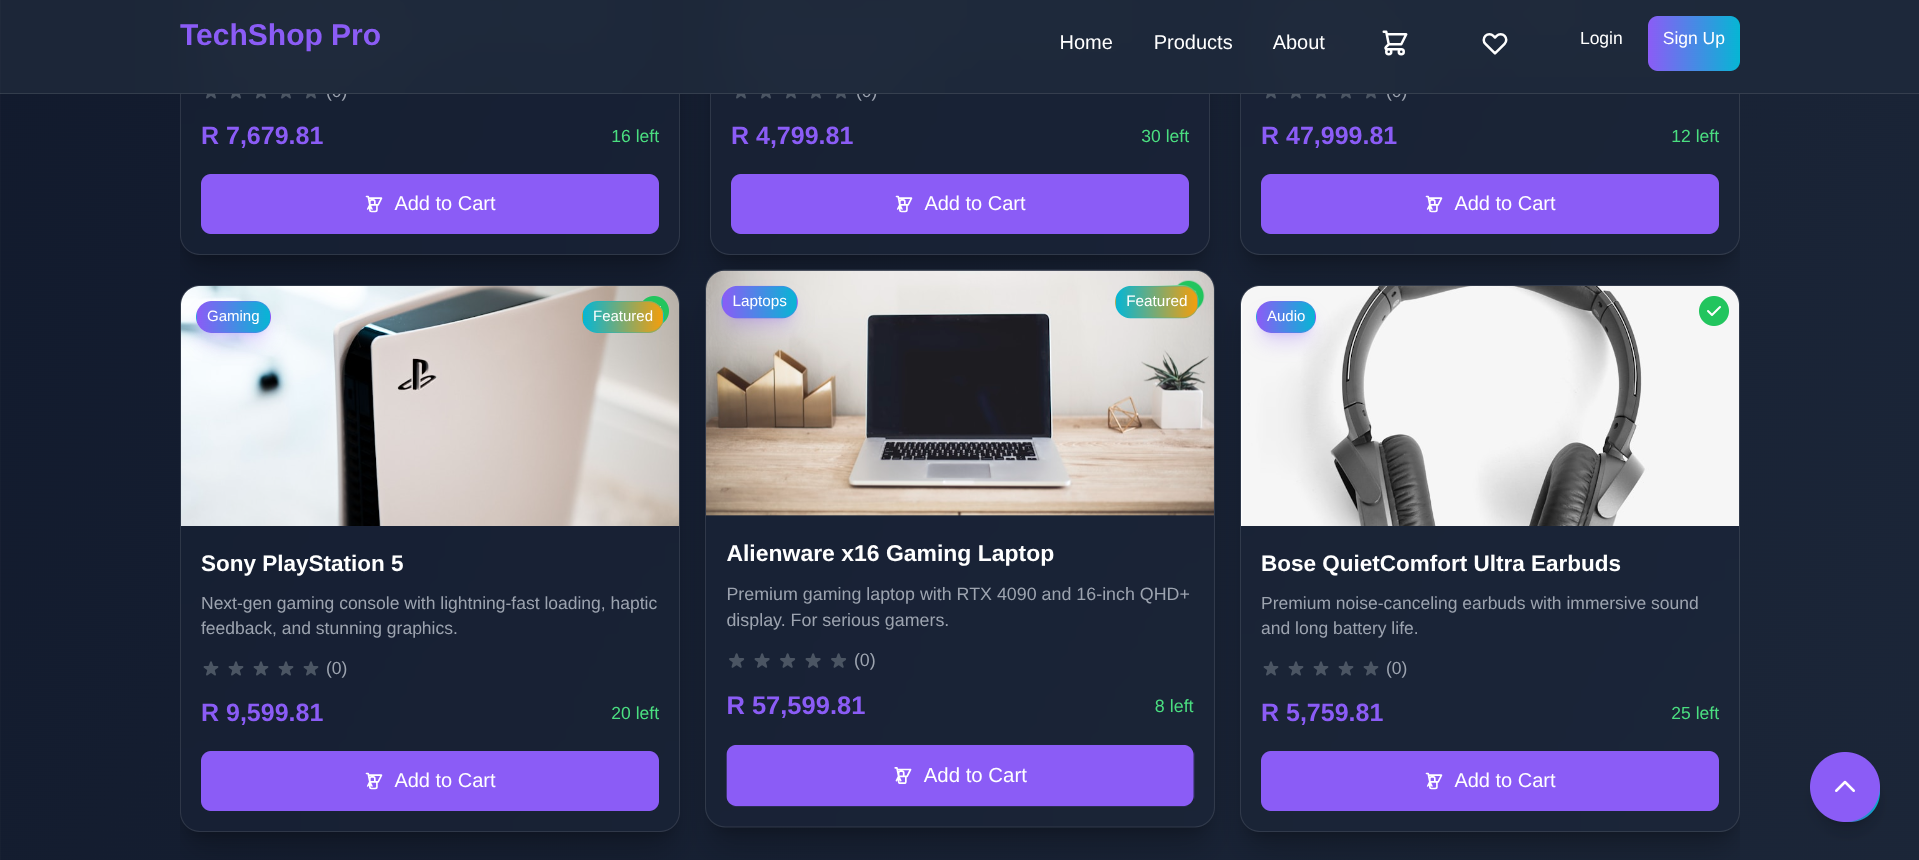 TechShop Pro
Home
Products
About
Login
Sign Up
R 7,679.81
16 left
R 4,799.81
30 left
R 47,999.81
12 left
Add to Cart
Add to Cart
Add to Cart
Gaming
Featured
Laptops
Featured
Audio
Sony PlayStation 5
Next-gen gaming console with lightning-fast loading, haptic
feedback, and stunning graphics.
(0)
R 9,599.81
20 left
Add to Cart
Alienware x16 Gaming Laptop
Premium gaming laptop with RTX 4090 and 16-inch QHD+
display. For serious gamers.
(0)
R 57,599.81
8 left
Add to Cart
Bose QuietComfort Ultra Earbuds
Premium noise-canceling earbuds with immersive sound
and long battery life.
(0)
R 5,759.81
25 left
Add to Cart